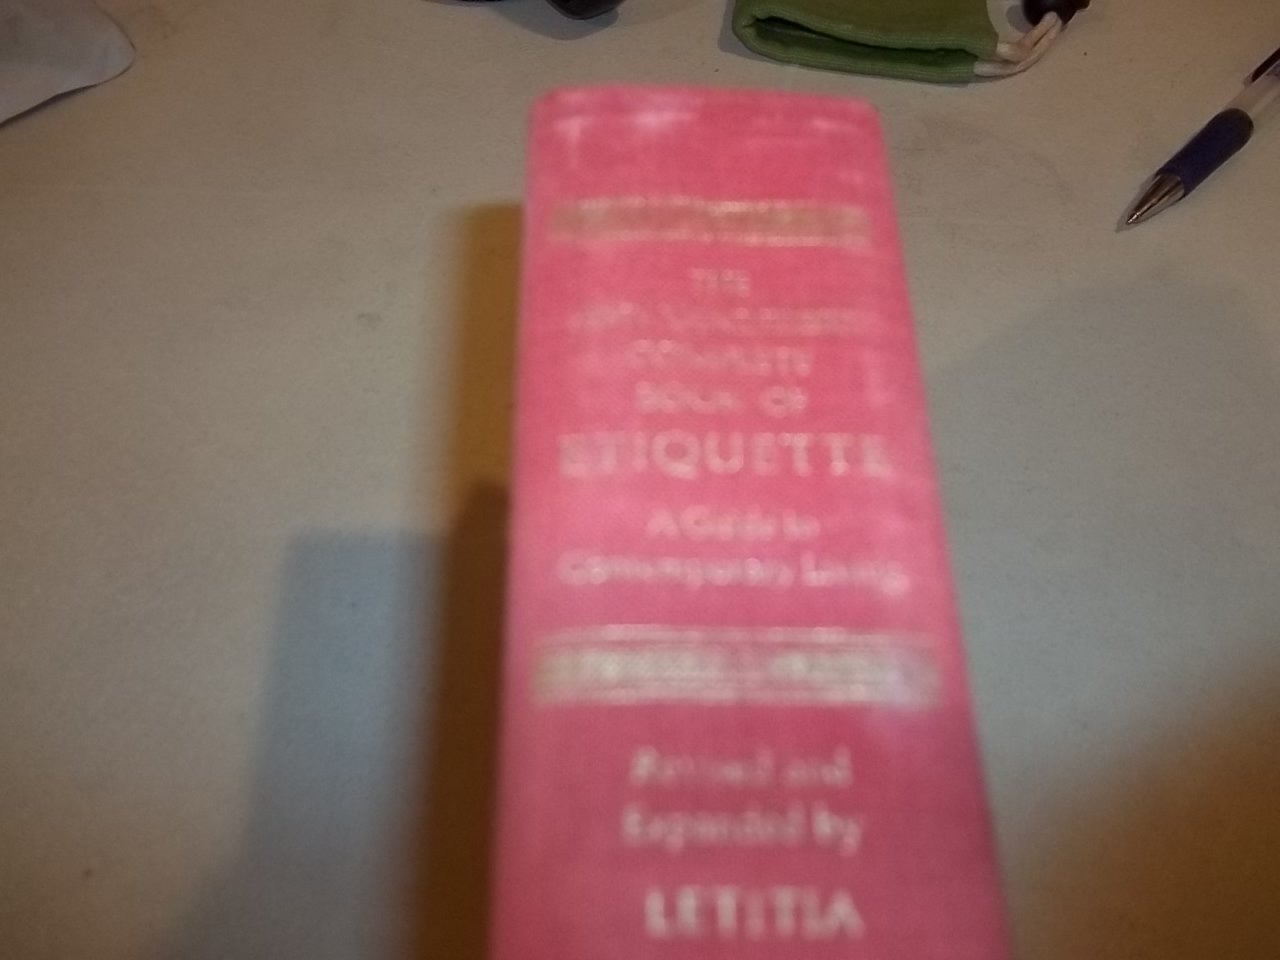 THE
COMPLETE
BOOK OF
ETIQUETTE
A Guide to
Contemporary Living
Revised and
Expanded by
LETITIA